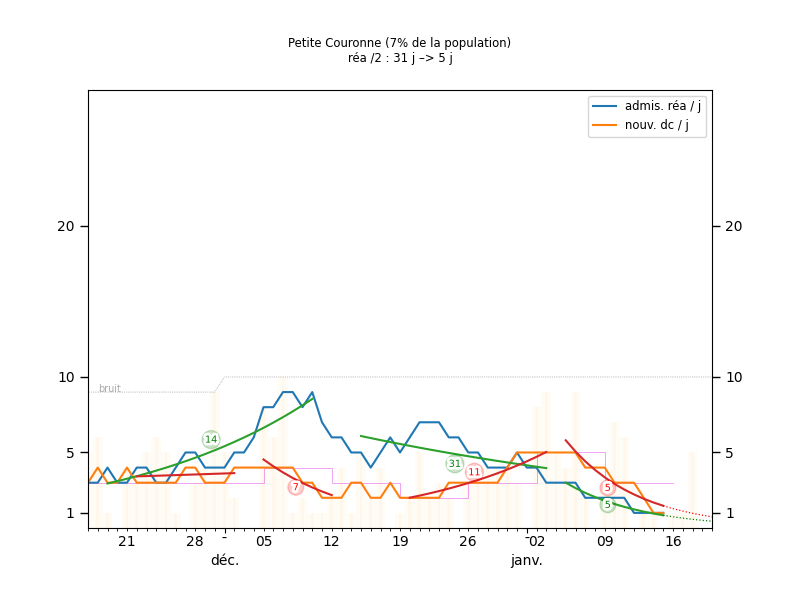 Petite Couronne (7% de la population)
réa /2 : 31 j –> 5 j
admis. réa / j
nouv. dc / j
20 20
10 10
bruit
14
31 11
5 5
7 5
5
1 1
21 28 05 12 19 26 02 09 16
déc. janv.